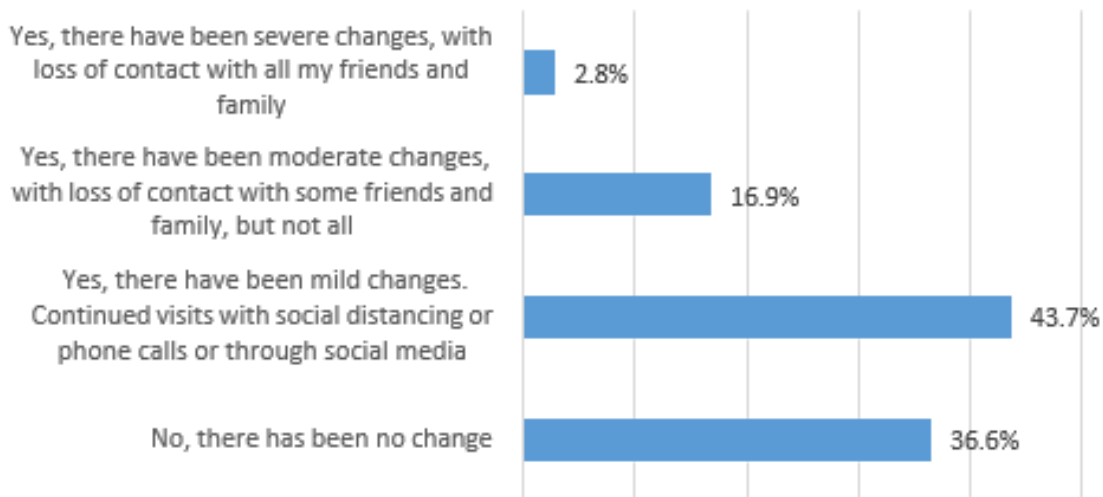 Yes, there have been severe changes, with
loss of contact with all my friends and
family
2.8%
Yes, there have been moderate changes,
with loss of contact with some friends and
family, but not all
16.9%
Yes, there have been mild changes.
Continued visits with social distancing or
phone calls or through social media
43.7%
No, there has been no change
36.6%